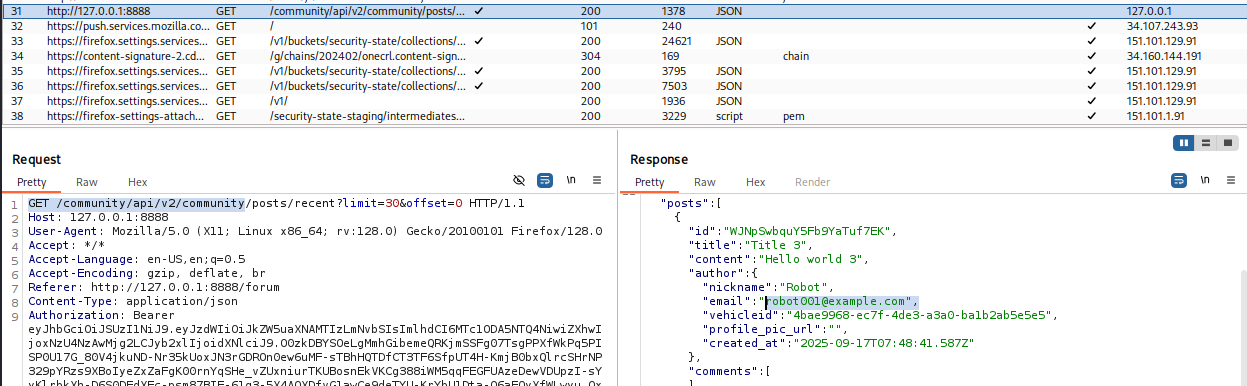 31 http://127.0.0.1:8888 GET /community/api/v2/community/posts/... ✓ 200 1378 JSON 127.0.0.1
32 https://push.services.mozilla.co... GET / 101 240 ✓ 34.107.243.93
33 https://firefox.settings.services... GET /v1/buckets/security-state/collections/... ✓ 200 24621 JSON ✓ 151.101.129.91
34 https://content-signature-2.cd... GET /g/chains/202402/onecrl.content-sign... 304 169 chain ✓ 34.160.144.191
35 https://firefox.settings.services... GET /v1/buckets/security-state/collections/... ✓ 200 3795 JSON ✓ 151.101.129.91
36 https://firefox.settings.services... GET /v1/buckets/security-state/collections/... ✓ 200 7503 JSON ✓ 151.101.129.91
37 https://firefox.settings.services... GET /v1/ 200 1936 JSON ✓ 151.101.129.91
38 https://firefox-settings-attach... GET /security-state-staging/intermediates... 200 3229 script pem ✓ 151.101.1.91
Request
Pretty Raw Hex \n
1 GET /community/api/v2/community/posts/recent?limit=30&offset=0 HTTP/1.1
2 Host: 127.0.0.1:8888
3 User-Agent: Mozilla/5.0 (X11; Linux x86_64; rv:128.0) Gecko/20100101 Firefox/128.0
4 Accept: */*
5 Accept-Language: en-US,en;q=0.5
6 Accept-Encoding: gzip, deflate, br
7 Referer: http://127.0.0.1:8888/forum
8 Content-Type: application/json
9 Authorization: Bearer
Response
Pretty Raw Hex Render \n
"posts":[
{
"id":"WJNpSwbquY5Fb9YaTuf7EK",
"title":"Title 3",
"content":"Hello world 3",
"author":{
"nickname":"Robot",
"email":"robot001@example.com",
"vehicleid":"4bae9968-ec7f-4de3-a3a0-ba1b2ab5e5e5",
"profile_pic_url":"",
"created_at":"2025-09-17T07:48:41.587Z"
},
"comments":[
]